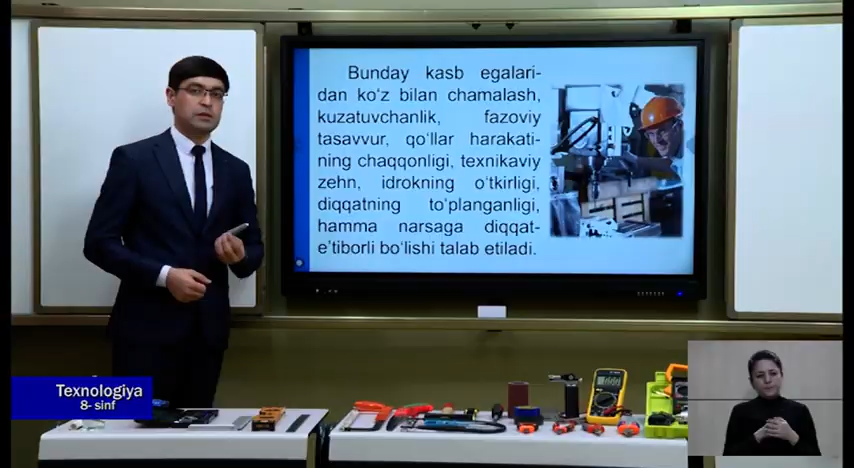 Bunday kasb egalari-
dan ko‘z bilan chamalash,
kuzatuvchanlik, fazoviy
tasavvur, qo‘llar harakati-
ning chaqqonligi, texnikaviy
zehn, idrokning o‘tkirligi,
diqqatning to‘planganligi,
hamma narsaga diqqat-
e’tiborli bo‘lishi talab etiladi.
Texnologiya
8- sinf